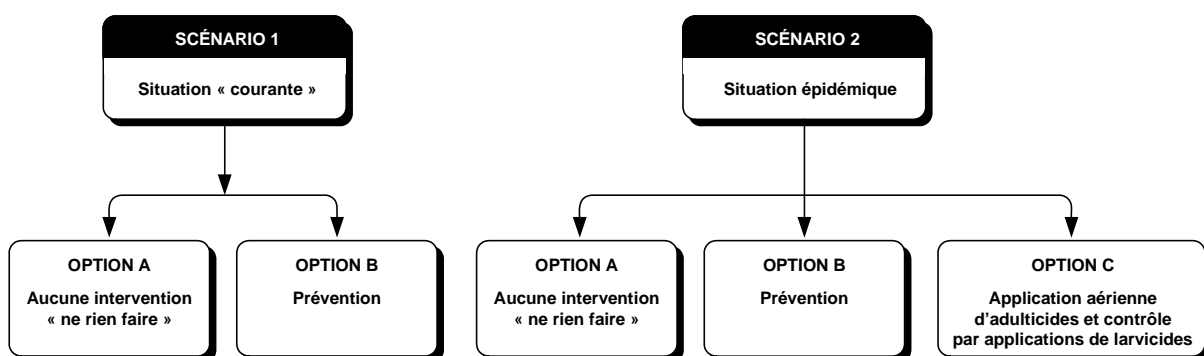 SCÉNARIO 1
Situation « courante »
SCÉNARIO 2
Situation épidémique
OPTION A
Aucune intervention
« ne rien faire »
OPTION B
Prévention
OPTION A
Aucune intervention
« ne rien faire »
OPTION B
Prévention
OPTION C
Application aérienne
d'adulticides et contrôle
par applications de larvicides